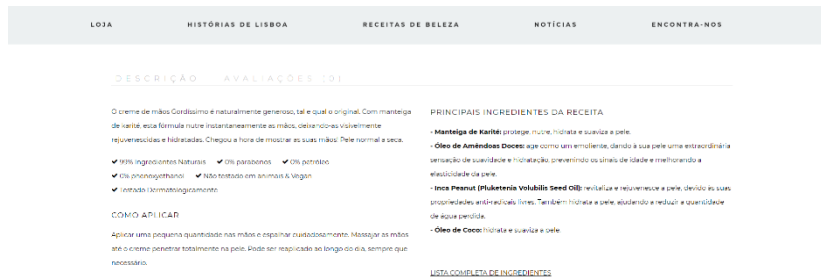 LOJA HISTÓRIAS DE LISBOA RECEITAS DE BELEZA NOTÍCIAS ENCONTRA-NOS
DESCRIÇÃO AVALIAÇÕES (0)
O creme de mãos Gordíssimo é naturalmente generoso, tal e qual o original. Com manteiga
de karité, esta fórmula nutre instantaneamente as mãos, deixando-as visivelmente
rejuvenescidas e hidratadas. Chegou a hora de mostrar as suas mãos! Pele normal a seca.
✔ 99% Ingredientes Naturais ✔ 0% parabenos ✔ 0% petróleo
✔ 0% phenoxyethanol ✔ Não testado em animais & Vegan
✔ Testado Dermatologicamente
COMO APLICAR
Aplicar uma pequena quantidade nas mãos e espalhar cuidadosamente. Massajar as mãos
até o creme penetrar totalmente na pele. Pode ser reaplicado ao longo do dia, sempre que
necessário.
PRINCIPAIS INGREDIENTES DA RECEITA
- Manteiga de Karité: protege, nutre, hidrata e suaviza a pele.
- Óleo de Amêndoas Doces: age como um emoliente, dando à sua pele uma extraordinária
sensação de suavidade e hidratação, prevenindo os sinais de idade e melhorando a
elasticidade da pele.
- Inca Peanut (Pluketenia Volubilis Seed Oil): revitaliza e rejuvenesce a pele, devido às suas
propriedades anti-radicais livres. Também hidrata a pele, ajudando a reduzir a quantidade
de água perdida.
- Óleo de Coco: hidrata e suaviza a pele.
LISTA COMPLETA DE INGREDIENTES